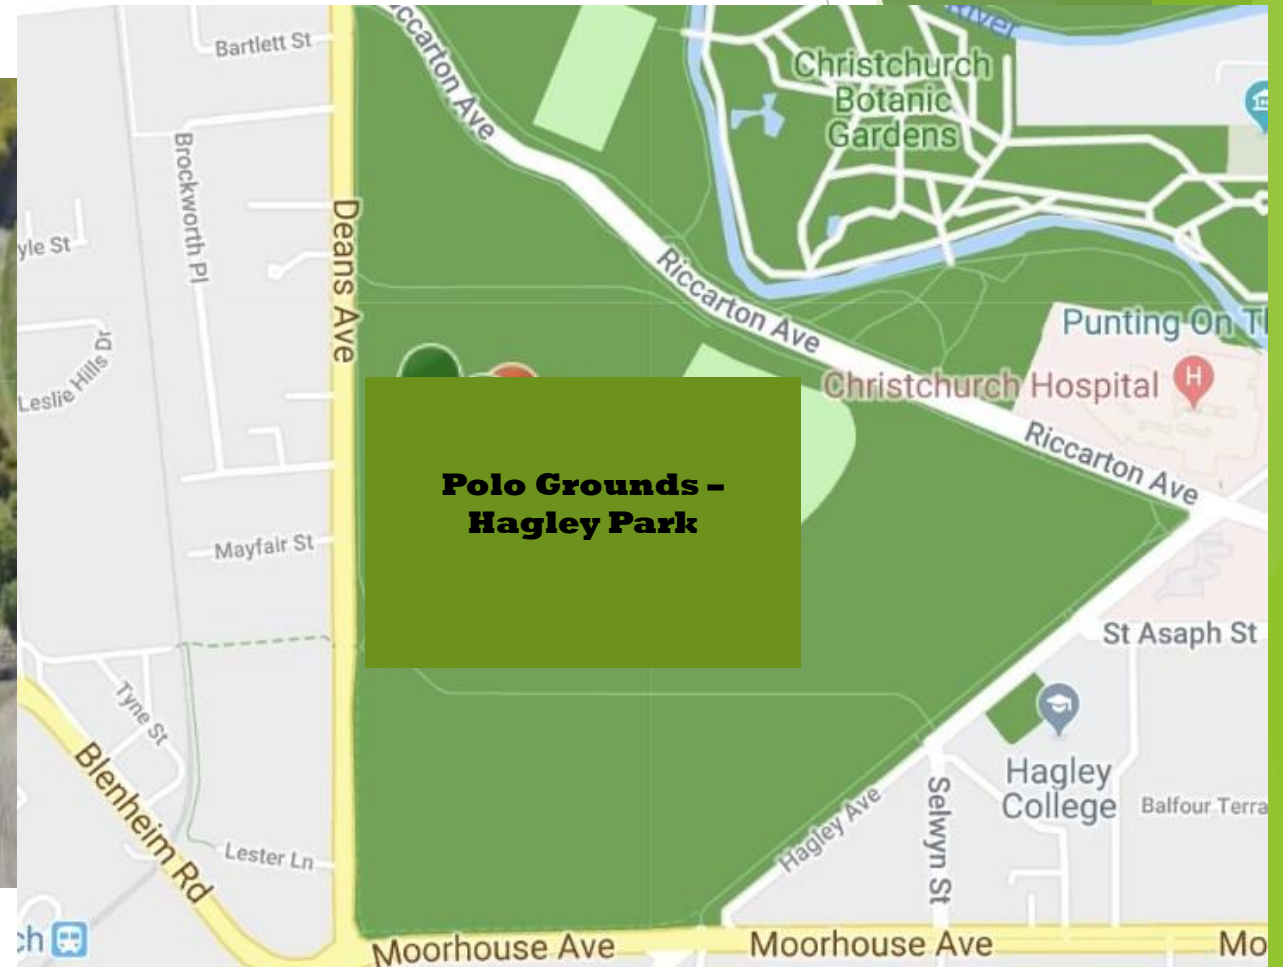 River
Bartlett St
Riccarton Ave
Christchurch
Botanic
Gardens
Brockworth Pl
Deans Ave
yle St
Riccarton Ave
Punting On T
Leslie Hills Dr
Christchurch Hospital
H
Riccarton Ave
Polo Grounds –
Hagley Park
Mayfair St
St Asaph St
Tyne St
Blenheim Rd
Hagley
College
Balfour Terra
Selwyn St
Hagley Ave
Lester Ln
ch
Moorhouse Ave
Moorhouse Ave
Mo